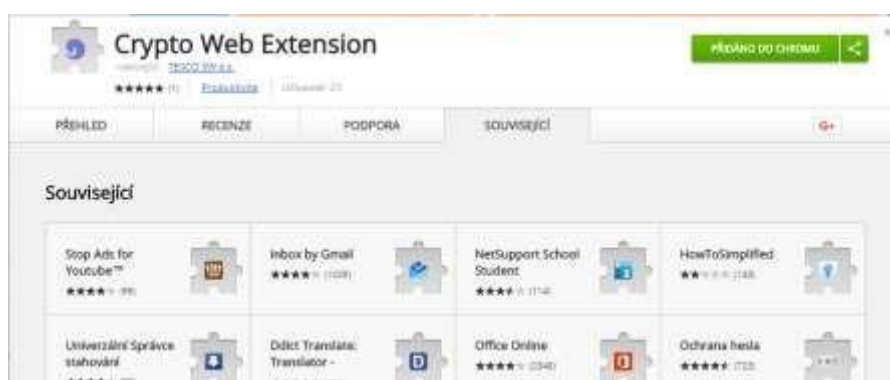 Crypto Web Extension
TESCO SW a.s.
PŘIDÁNO DO CHROMU
★★★★★ (1) Produktivita
PŘEHLED RECENZE PODPORA SOUVISEJÍCÍ G+
Související
Stop Ads for
Youtube™
Inbox by Gmail
NetSupport School
Student
HowToSimplified
Univerzální Správce
stahování
Ddict Translate:
Translator -
Office Online
Ochrana hesla